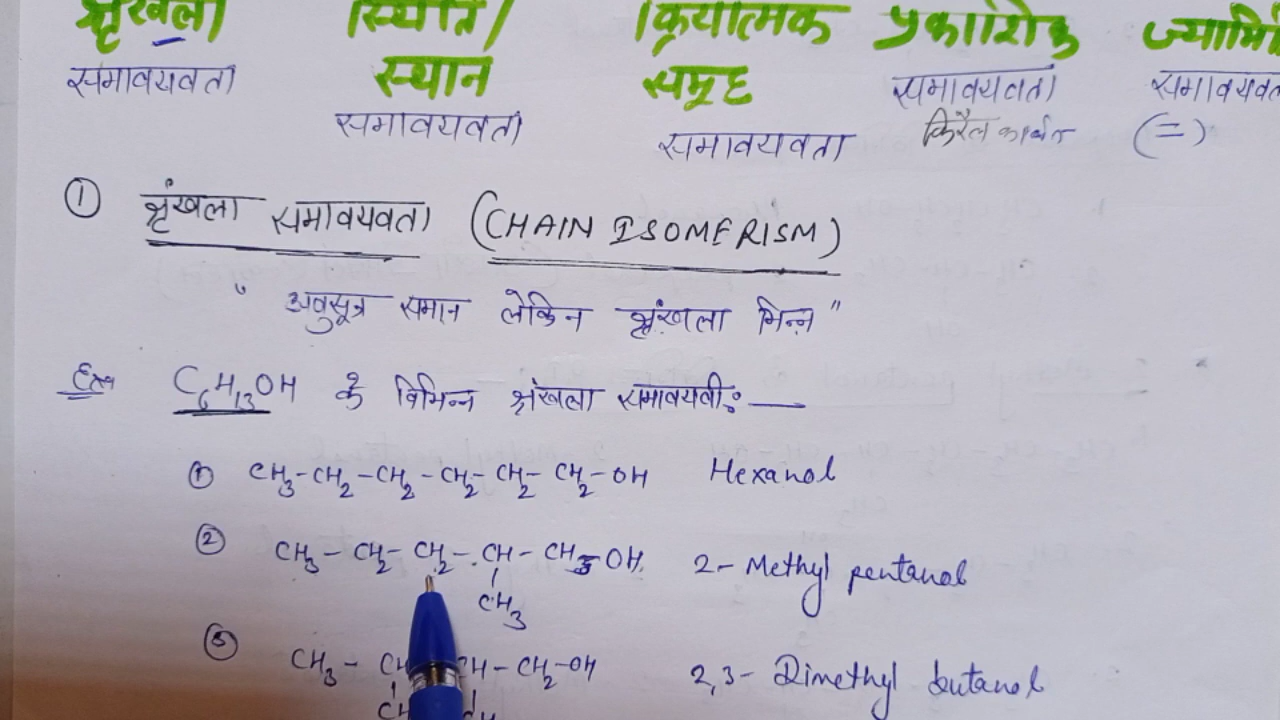 श्रृंखला स्थिति/ क्रियात्मक प्रकाशिक ज्यामि
समावयवता स्थान समूह समावयवता समावयवत
समावयवता समावयवता किरैल कार्बन (=)
① श्रृंखला समावयवता (CHAIN ISOMERISM)
" अणुसूत्र समान लेकिन श्रृंखला भिन्न "
C6H13OH के विभिन्न श्रृंखला समावयवी:—
① CH3-CH2-CH2-CH2-CH2-CH2-OH Hexanol
② CH3-CH2-CH2-CH-CH2-OH 2-Methyl pentanol
CH3
③ CH3-CH CH-CH2-OH 2,3-Dimethyl butanol